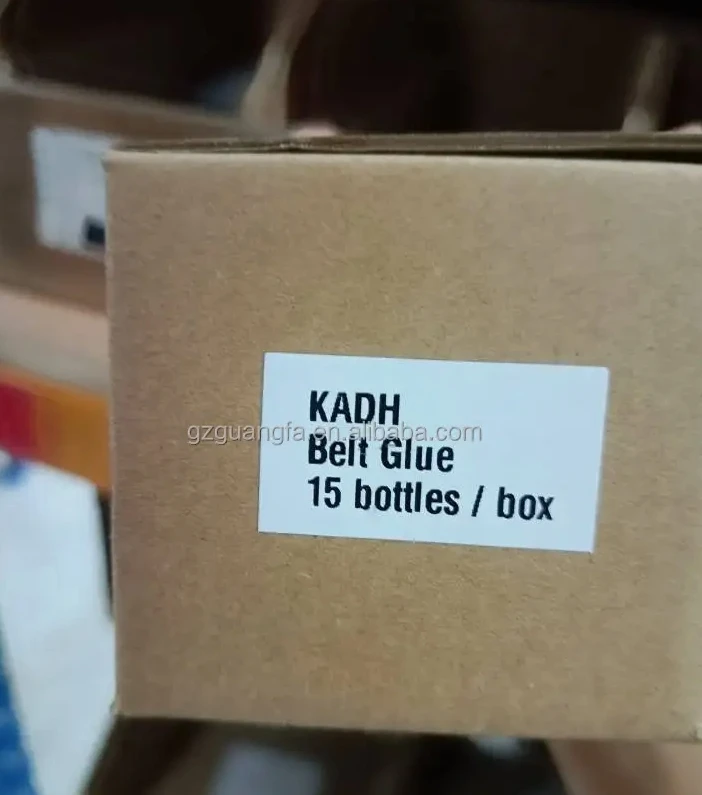 KADH
gzguangfa.en.alibaba.com
Belt Glue
15 bottles / box